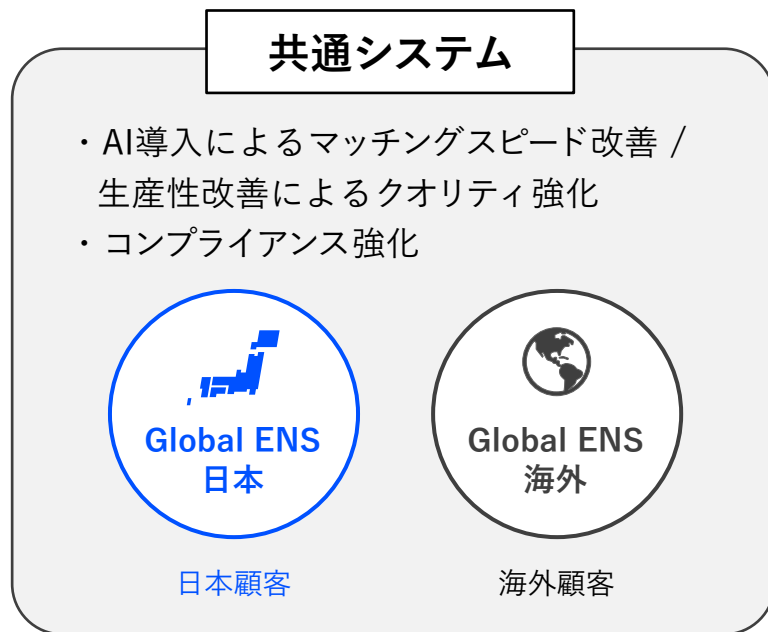 共通システム
・AI導入によるマッチングスピード改善 /
生産性改善によるクオリティ強化
・コンプライアンス強化
Global ENS
日本
Global ENS
海外
日本顧客
海外顧客